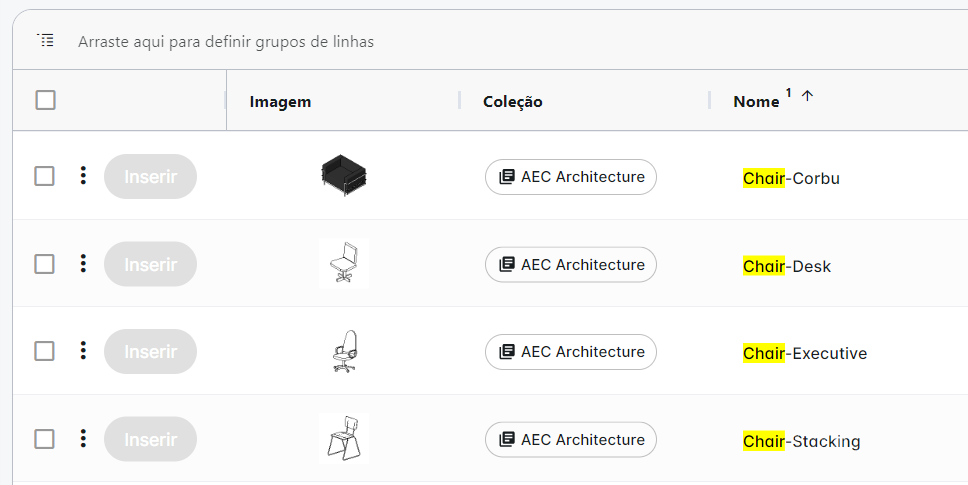 Arraste aqui para definir grupos de linhas
Imagem Coleção Nome 1
Inserir AEC Architecture Chair-Corbu
Inserir AEC Architecture Chair-Desk
Inserir AEC Architecture Chair-Executive
Inserir AEC Architecture Chair-Stacking